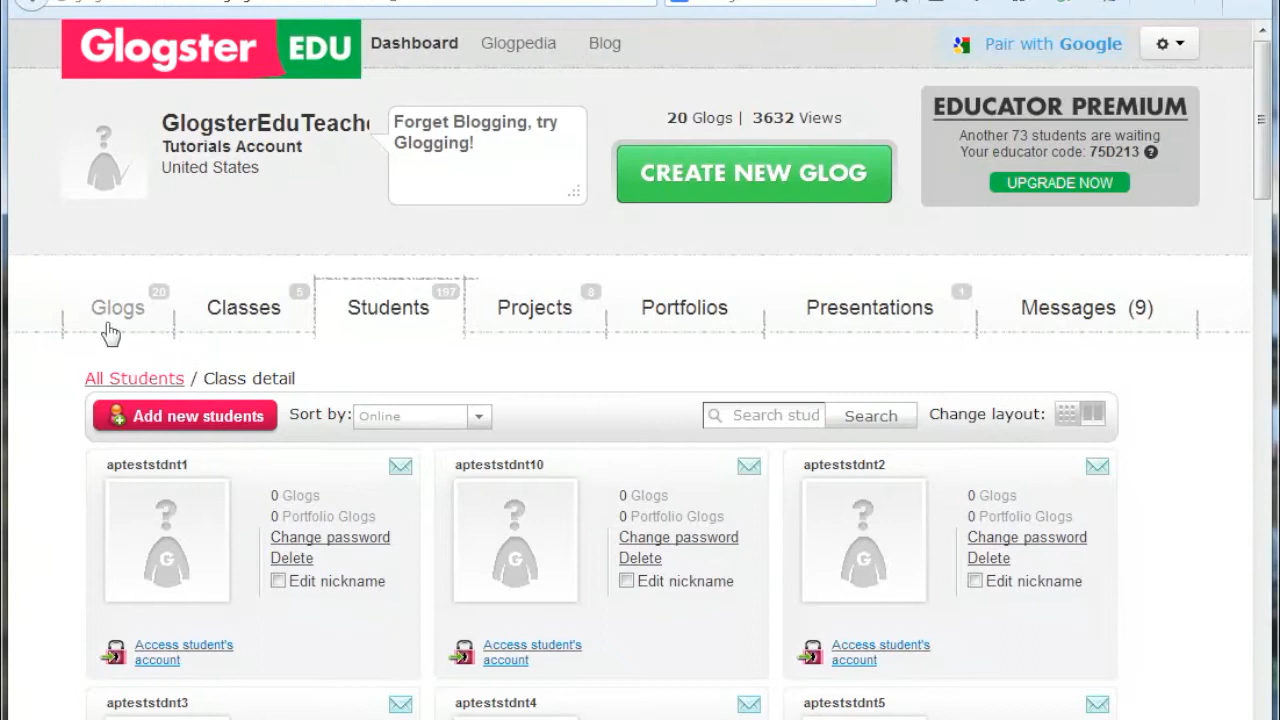 Glogster EDU Dashboard Glogpedia Blog Pair with Google
GlogsterEduTeache
Tutorials Account
United States
Forget Blogging, try
Glogging!
20 Glogs | 3632 Views
CREATE NEW GLOG
EDUCATOR PREMIUM
Another 73 students are waiting
Your educator code: 75D213 ?
UPGRADE NOW
Glogs 20 Classes 5 Students 197 Projects 8 Portfolios Presentations 1 Messages (9)
All Students / Class detail
Add new students Sort by: Online Search stud Search Change layout:
apteststdnt1
0 Glogs
0 Portfolio Glogs
Change password
Delete
Edit nickname
Access student's
account
apteststdnt10
0 Glogs
0 Portfolio Glogs
Change password
Delete
Edit nickname
Access student's
account
apteststdnt2
0 Glogs
0 Portfolio Glogs
Change password
Delete
Edit nickname
Access student's
account
apteststdnt3
apteststdnt4
apteststdnt5